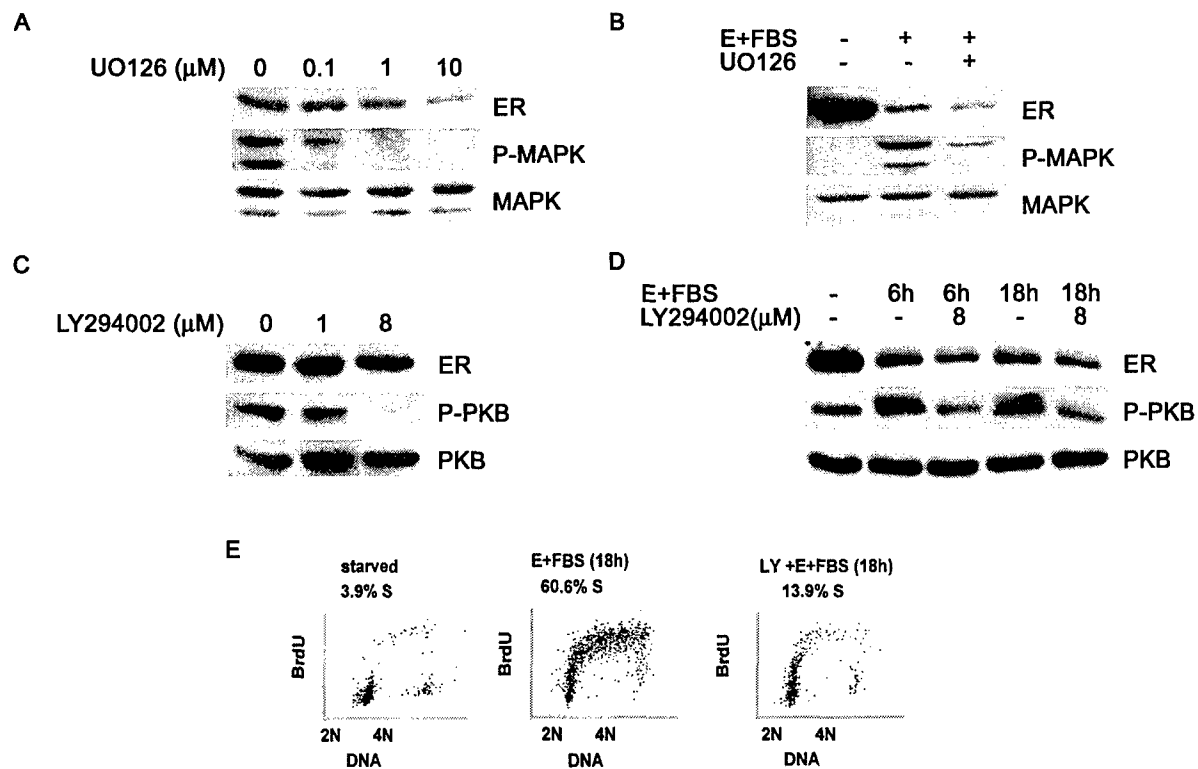 A
UO126 (µM) 0 0.1 1 10
ER
P-MAPK
MAPK
B
E+FBS - + +
UO126 - - +
ER
P-MAPK
MAPK
C
LY294002 (µM) 0 1 8
ER
P-PKB
PKB
D
E+FBS - 6h 6h 18h 18h
LY294002(µM) - - 8 - 8
ER
P-PKB
PKB
E
starved
3.9% S
BrdU
2N 4N
DNA
E+FBS (18h)
60.6% S
BrdU
2N 4N
DNA
LY +E+FBS (18h)
13.9% S
BrdU
2N 4N
DNA